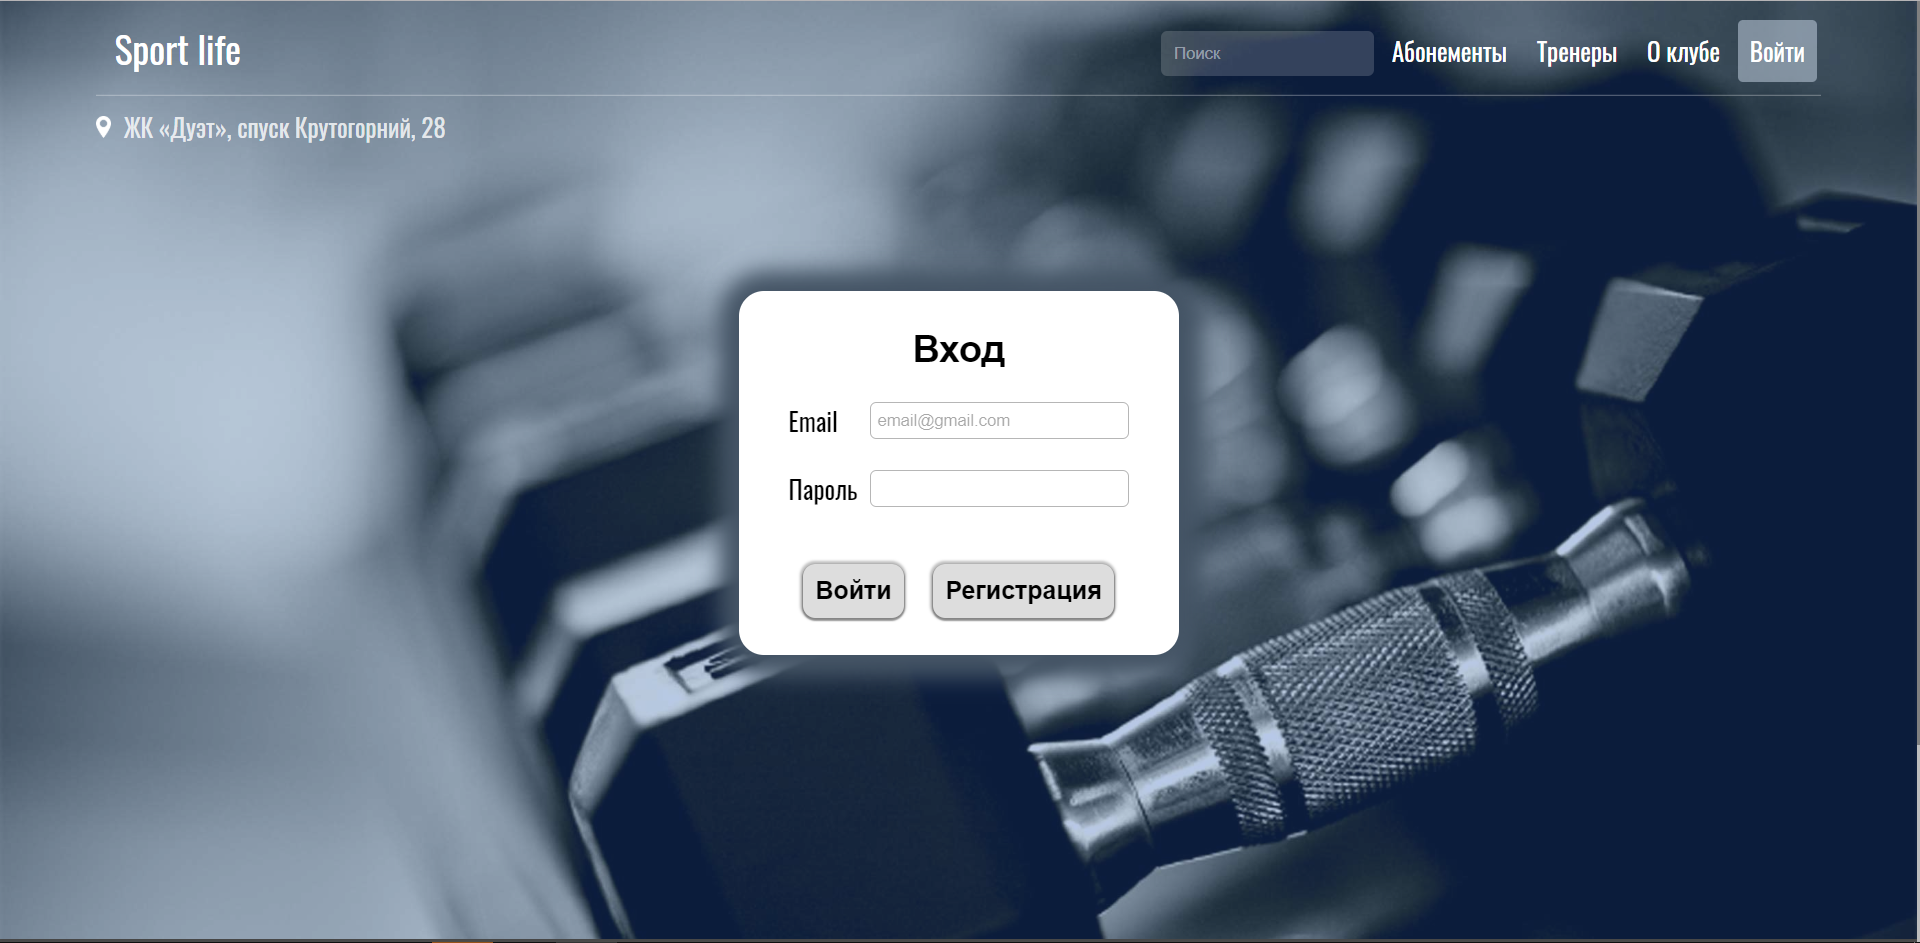 Sport life
Поиск
Абонементы
Тренеры
О клубе
Войти
ЖК «Дуэт», спуск Крутогорний, 28
Вход
Email
email@gmail.com
Пароль
Войти
Регистрация